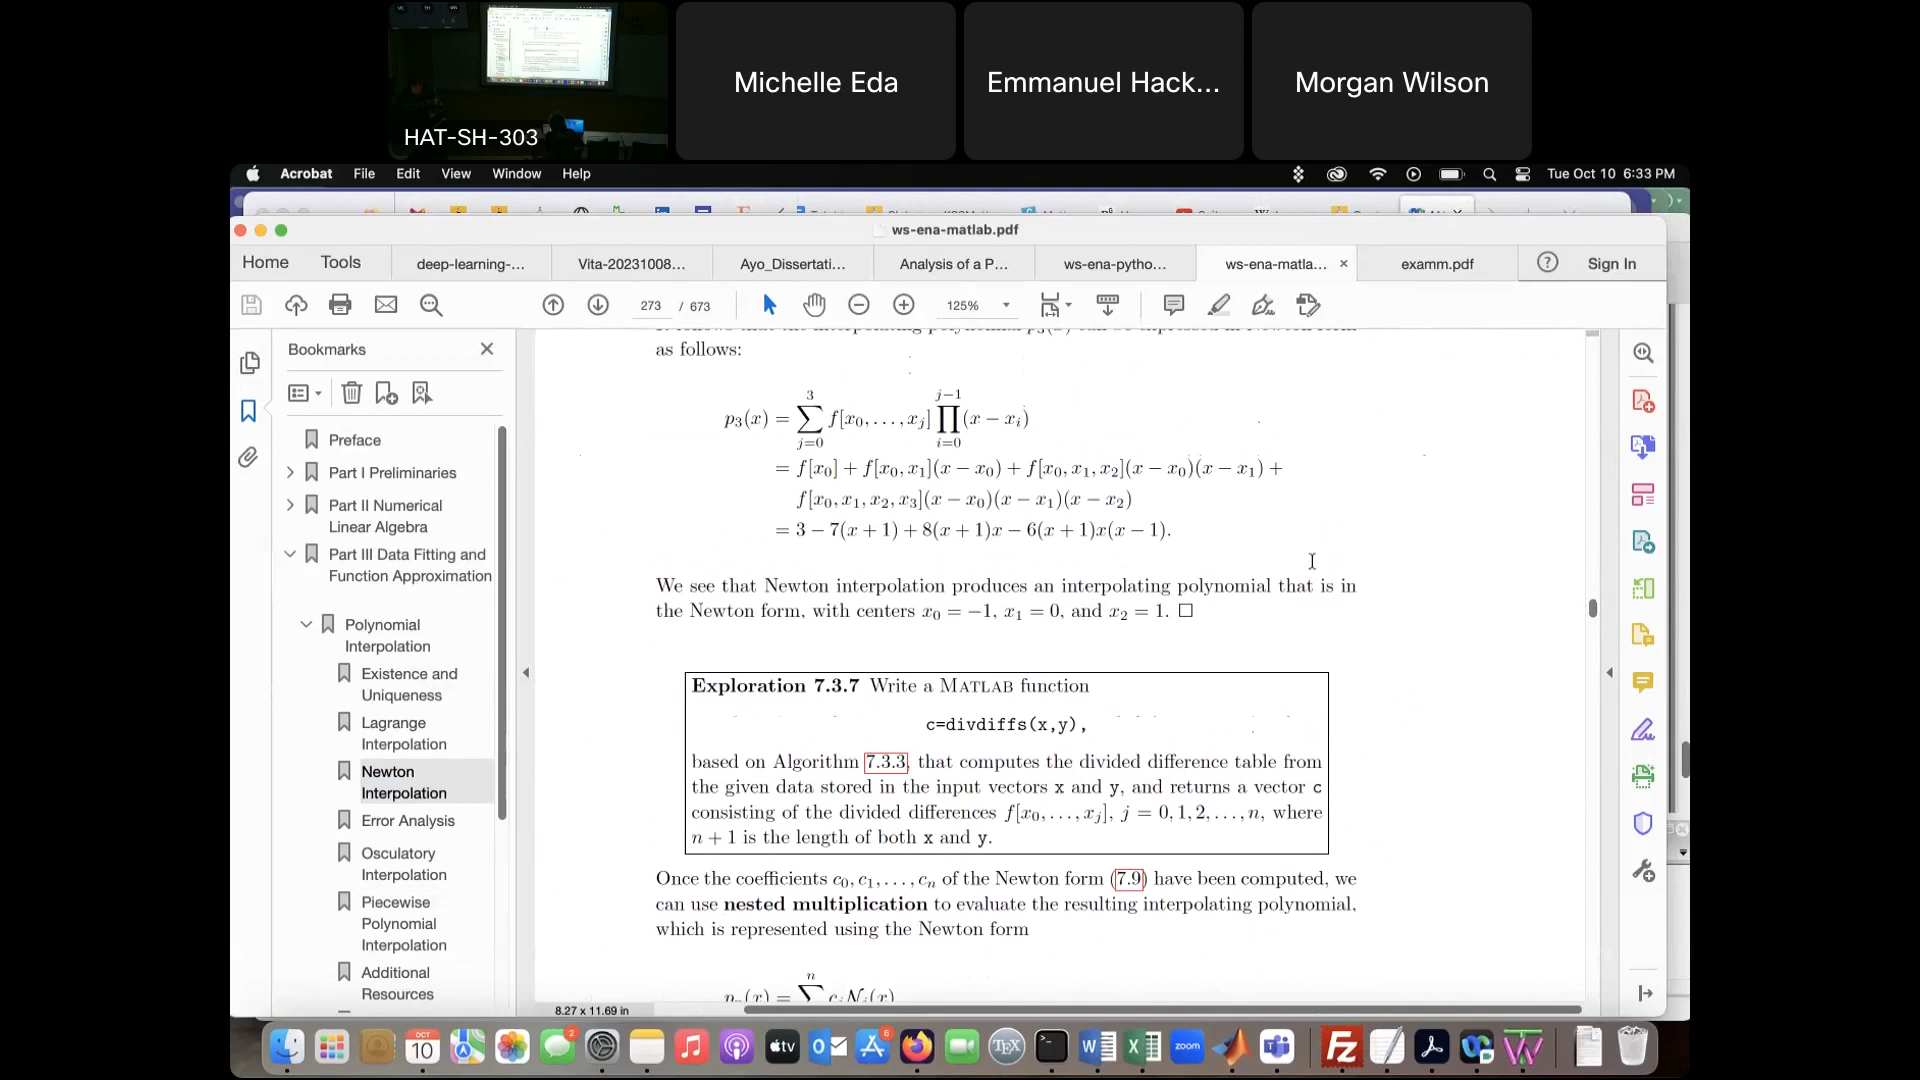 Michelle Eda
Emmanuel Hack...
Morgan Wilson
HAT-SH-303
Acrobat File Edit View Window Help
Tue Oct 10 6:33 PM
ws-ena-matlab.pdf
Home Tools deep-learning-... Vita-20231008... Ayo_Dissertati... Analysis of a P... ws-ena-pytho... ws-ena-matla... × examm.pdf Sign In
273 / 673 125%
Bookmarks
Preface
Part I Preliminaries
Part II Numerical
Linear Algebra
Part III Data Fitting and
Function Approximation
Polynomial
Interpolation
Existence and
Uniqueness
Lagrange
Interpolation
Newton
Interpolation
Error Analysis
Osculatory
Interpolation
Piecewise
Polynomial
Interpolation
Additional
Resources
as follows:
p₃(x) = ∑_{j=0}^{3} f[x₀, . . . , x_j] ∏_{i=0}^{j−1} (x − x_i)
= f[x₀] + f[x₀, x₁](x − x₀) + f[x₀, x₁, x₂](x − x₀)(x − x₁) +
f[x₀, x₁, x₂, x₃](x − x₀)(x − x₁)(x − x₂)
= 3 − 7(x + 1) + 8(x + 1)x − 6(x + 1)x(x − 1).
We see that Newton interpolation produces an interpolating polynomial that is in
the Newton form, with centers x₀ = −1, x₁ = 0, and x₂ = 1. □
Exploration 7.3.7 Write a MATLAB function
c=divdiffs(x,y),
based on Algorithm 7.3.3, that computes the divided difference table from
the given data stored in the input vectors x and y, and returns a vector c
consisting of the divided differences f[x₀, . . . , x_j], j = 0, 1, 2, . . . , n, where
n + 1 is the length of both x and y.
Once the coefficients c₀, c₁, . . . , c_n of the Newton form (7.9) have been computed, we
can use nested multiplication to evaluate the resulting interpolating polynomial,
which is represented using the Newton form
8.27 x 11.69 in
OCT
10
2
tv
6
TEX
zoom